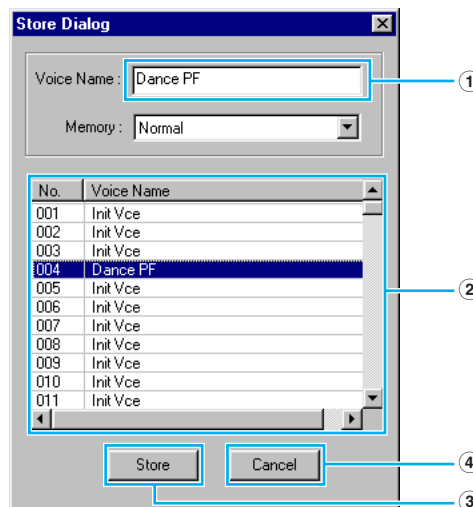 Store Dialog
Voice Name : Dance PF
1
Memory : Normal
No. Voice Name
001 Init Vce
002 Init Vce
003 Init Vce
004 Dance PF
005 Init Vce
2
006 Init Vce
007 Init Vce
008 Init Vce
009 Init Vce
010 Init Vce
011 Init Vce
Store Cancel
4
3